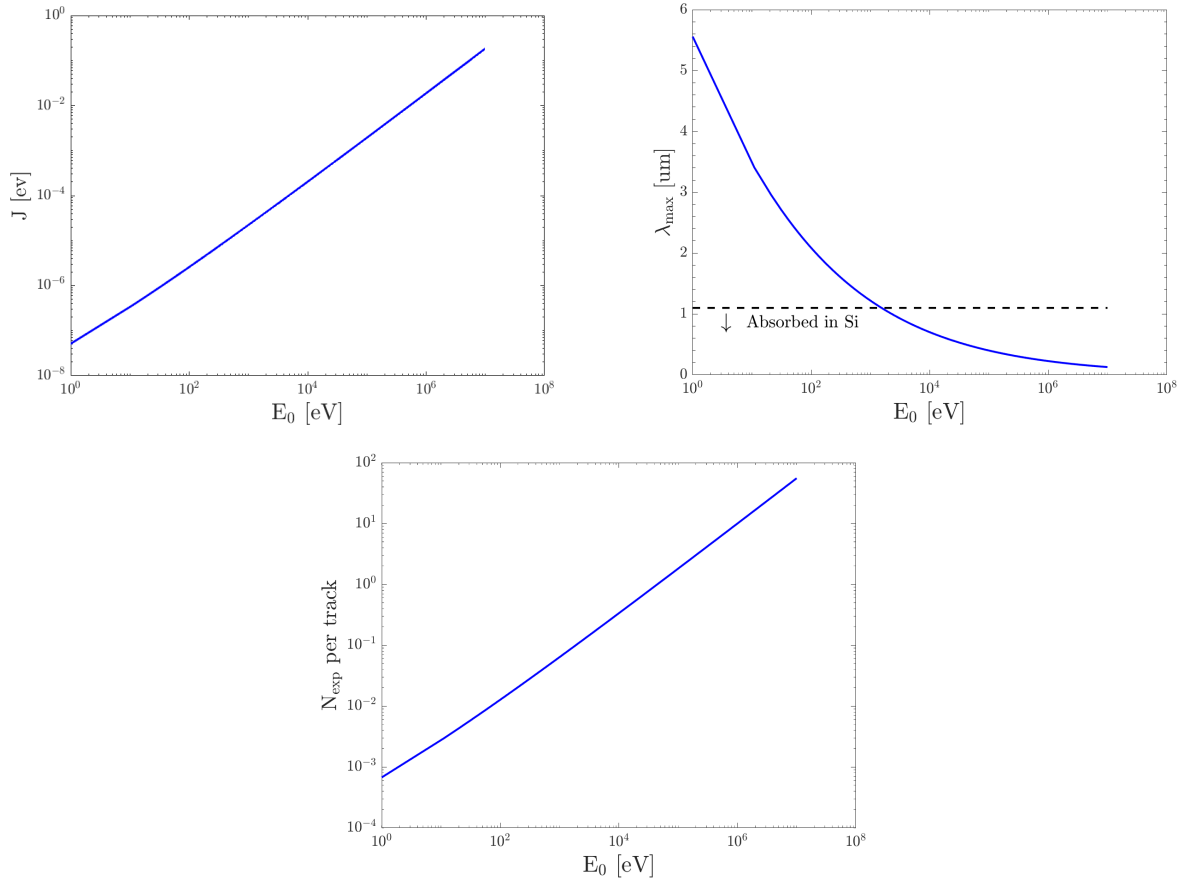 10^0
10^-2
10^-4
10^-6
10^-8
J [ev]
10^0 10^2 10^4 10^6 10^8
E_0 [eV]
6
5
4
3
2
1
0
λ_max [um]
↓ Absorbed in Si
10^0 10^2 10^4 10^6 10^8
E_0 [eV]
10^2
10^1
10^0
10^-1
10^-2
10^-3
10^-4
N_exp per track
10^0 10^2 10^4 10^6 10^8
E_0 [eV]